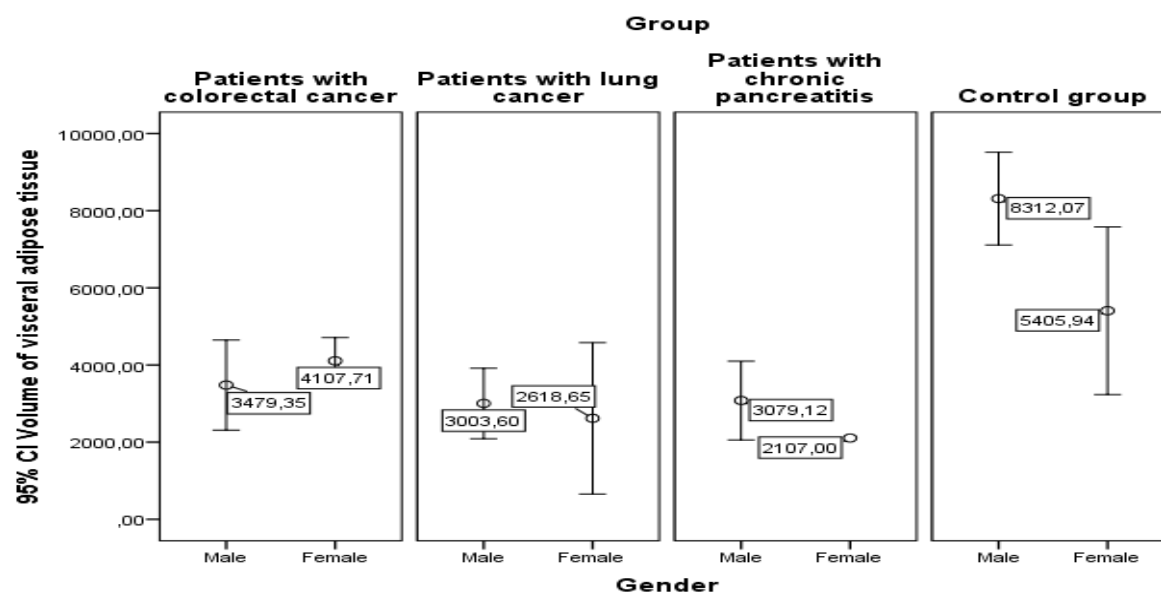 Group
Patients with
colorectal cancer
Patients with lung
cancer
Patients with
chronic
pancreatitis
Control group
95% CI Volume of visceral adipose tissue
10000,00
8000,00
6000,00
4000,00
2000,00
,00
3479,35
4107,71
3003,60
2618,65
3079,12
2107,00
8312,07
5405,94
Male Female Male Female Male Female Male Female
Gender